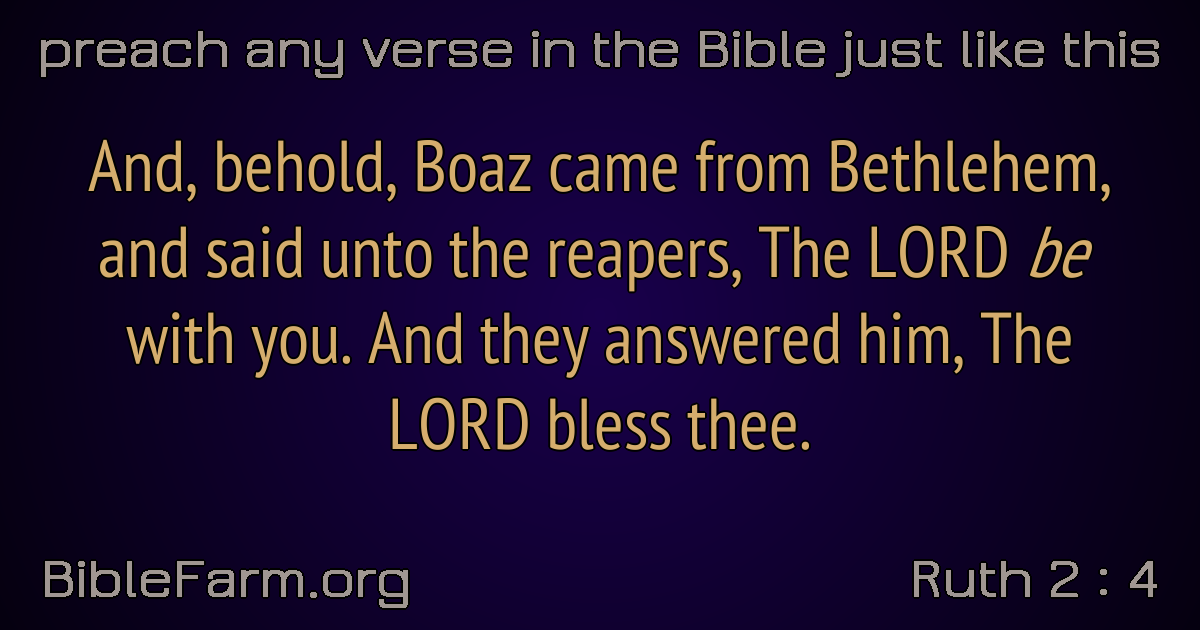 preach any verse in the Bible just like this
And, behold, Boaz came from Bethlehem,
and said unto the reapers, The LORD be
with you. And they answered him, The
LORD bless thee.
BibleFarm.org
Ruth 2 : 4